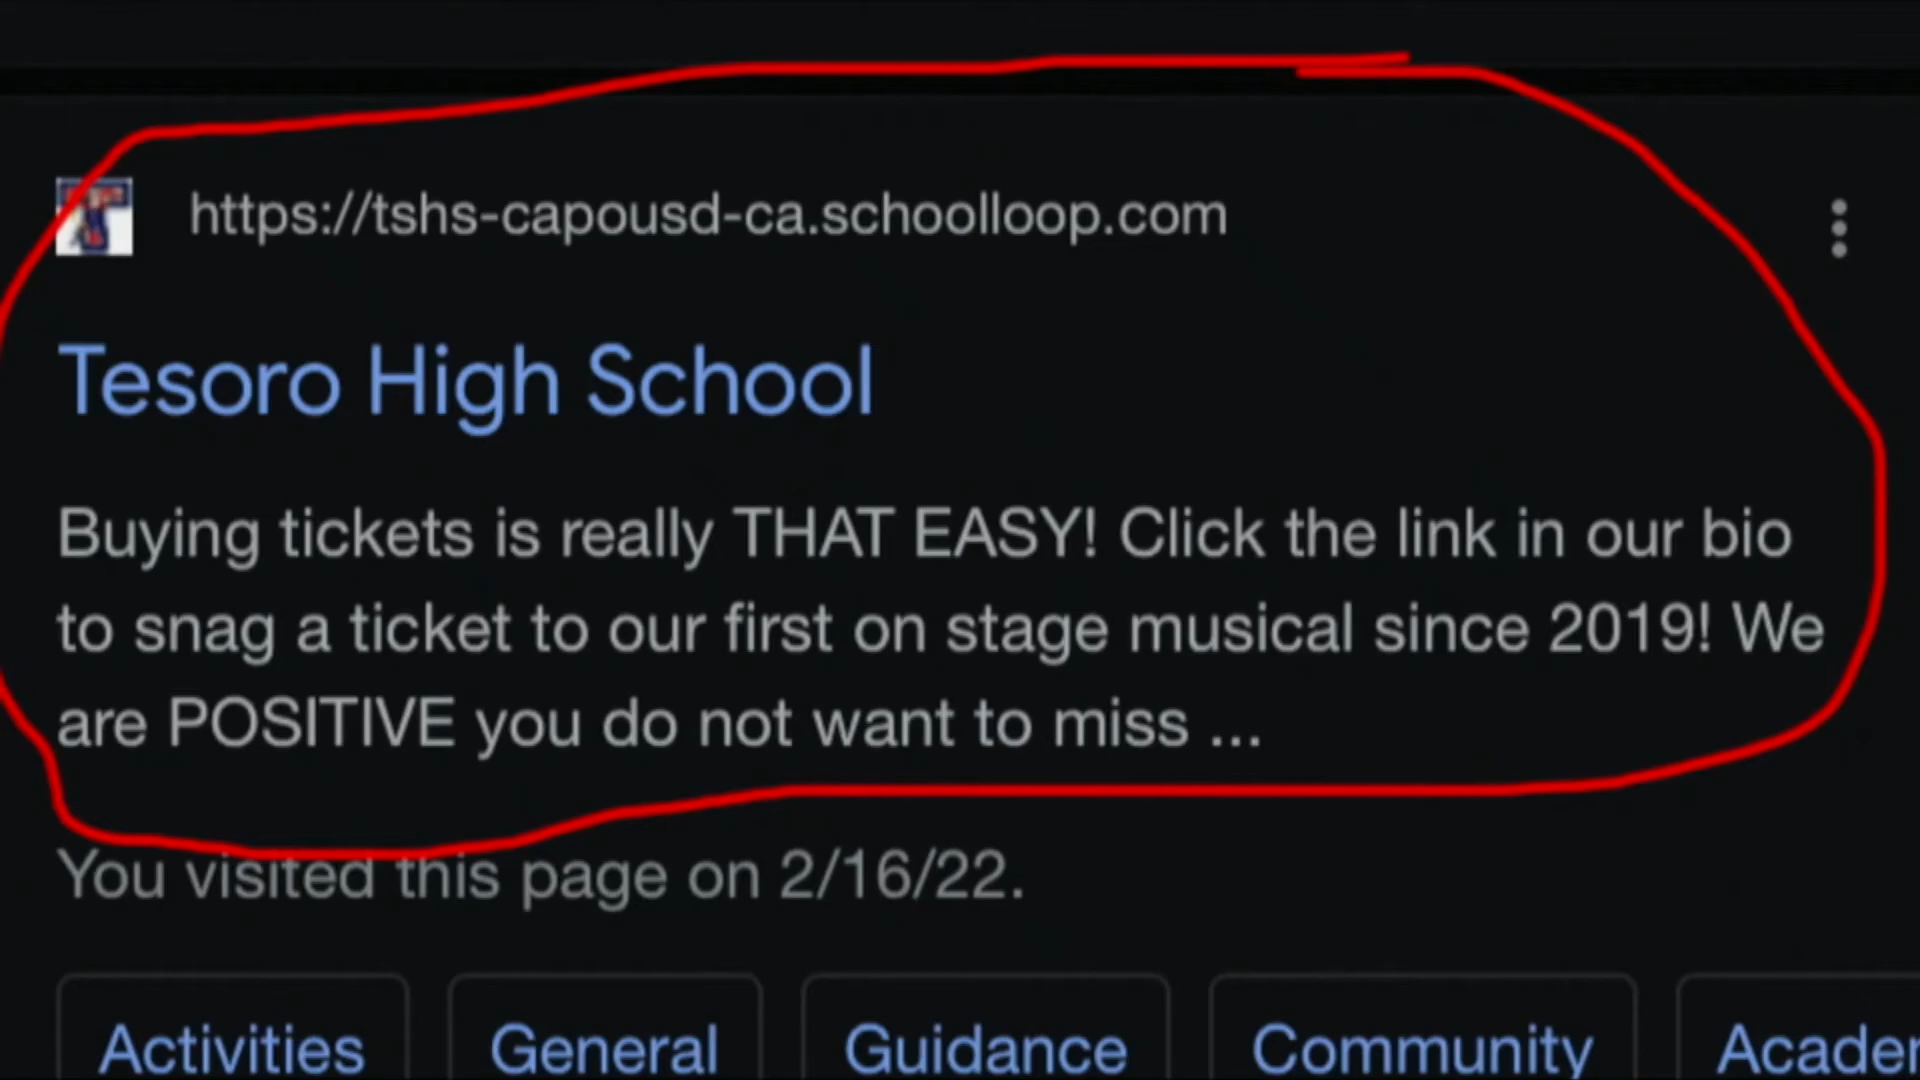 https://tshs-capousd-ca.schoolloop.com
Tesoro High School
Buying tickets is really THAT EASY! Click the link in our bio
to snag a ticket to our first on stage musical since 2019! We
are POSITIVE you do not want to miss ...
You visited this page on 2/16/22.
Activities General Guidance Community